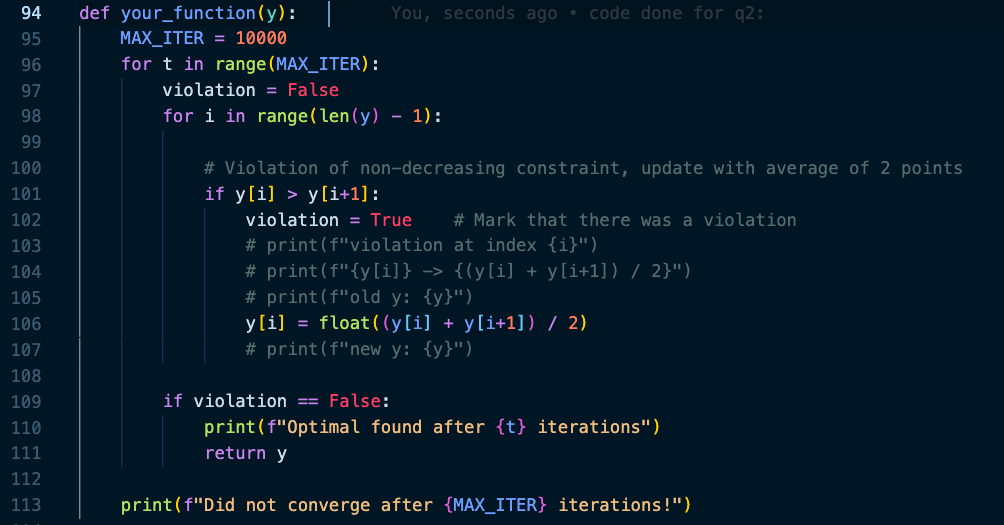 94 def your_function(y): You, seconds ago • code done for q2:
95 MAX_ITER = 10000
96 for t in range(MAX_ITER):
97 violation = False
98 for i in range(len(y) - 1):
99
100 # Violation of non-decreasing constraint, update with average of 2 points
101 if y[i] > y[i+1]:
102 violation = True # Mark that there was a violation
103 # print(f"violation at index {i}")
104 # print(f"{y[i]} -> {(y[i] + y[i+1]) / 2}")
105 # print(f"old y: {y}")
106 y[i] = float((y[i] + y[i+1]) / 2)
107 # print(f"new y: {y}")
108
109 if violation == False:
110 print(f"Optimal found after {t} iterations")
111 return y
112
113 print(f"Did not converge after {MAX_ITER} iterations!")